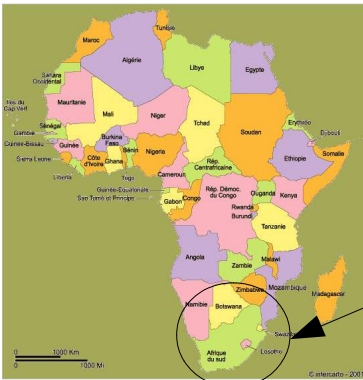 Tunisie
Maroc
Algérie
Libye
Egypte
Sahara
Occidental
Iles du
Cap Vert
Mauritanie
Mali
Niger
Tchad
Soudan
Erythrée
Djibouti
Sénégal
Gambie
Guinée-Bissau
Guinée
Sierra Leone
Liberia
Côte
d'Ivoire
Burkina
Faso
Ghana
Togo
Bénin
Nigeria
Cameroun
Rép.
Centrafricaine
Ethiopie
Somalie
Guinée-Equatoriale
Sao Tomé et Principe
Gabon
Congo
Rép. Démoc.
du Congo
Ouganda
Kenya
Rwanda
Burundi
Tanzanie
Angola
Zambie
Malawi
Mozambique
Zimbabwe
Madagascar
Namibie
Botswana
Afrique
du sud
Lesotho
0 1000 Km
0 1000 Mi
© intercarto - 2001